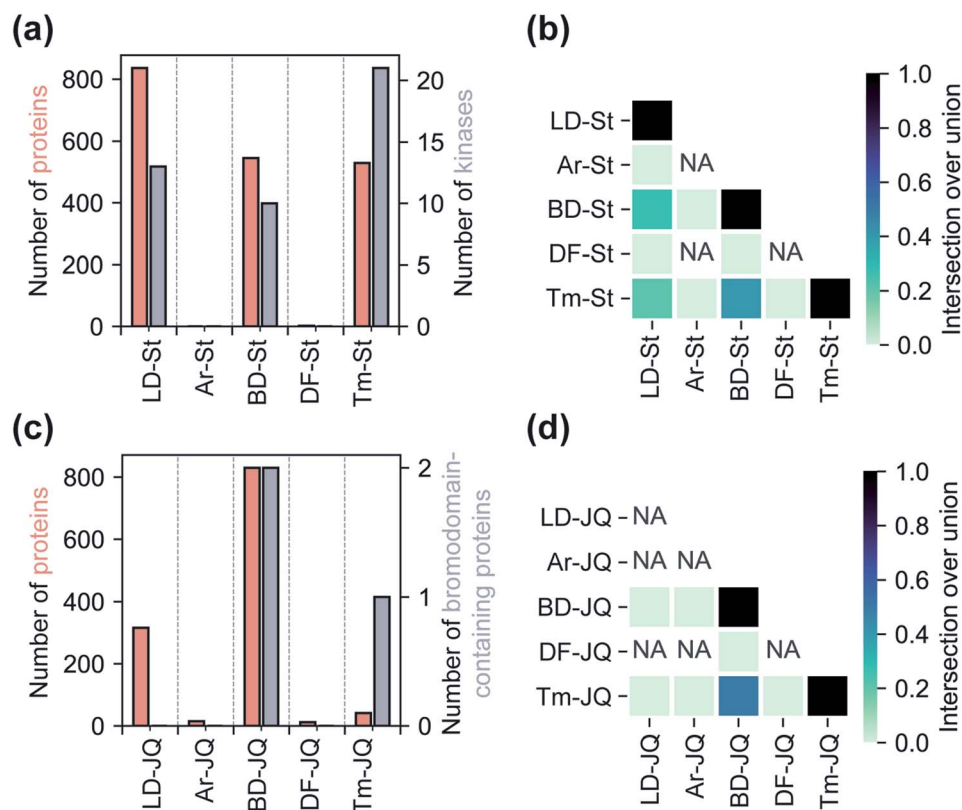 (a)
Number of proteins
800
600
400
200
0
20
15
10
5
0
Number of kinases
LD-St
Ar-St
BD-St
DF-St
Tm-St
(b)
LD-St
Ar-St
NA
BD-St
DF-St
NA
NA
Tm-St
LD-St
Ar-St
BD-St
DF-St
Tm-St
1.0
0.8
0.6
0.4
0.2
0.0
Intersection over union
(c)
Number of proteins
800
600
400
200
0
2
1
0
Number of bromodomain-
containing proteins
LD-JQ
Ar-JQ
BD-JQ
DF-JQ
Tm-JQ
(d)
LD-JQ
NA
Ar-JQ
NA
NA
BD-JQ
DF-JQ
NA
NA
NA
Tm-JQ
LD-JQ
Ar-JQ
BD-JQ
DF-JQ
Tm-JQ
1.0
0.8
0.6
0.4
0.2
0.0
Intersection over union